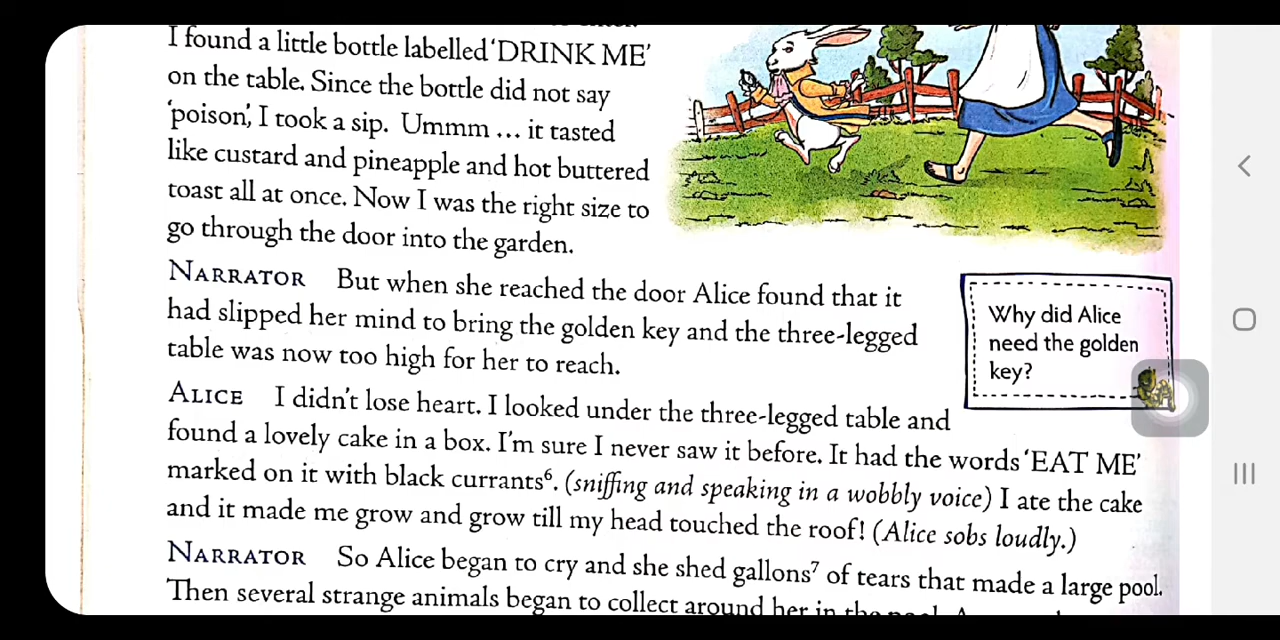 I found a little bottle labelled 'DRINK ME'
on the table. Since the bottle did not say
'poison', I took a sip. Ummm ... it tasted
like custard and pineapple and hot buttered
toast all at once. Now I was the right size to
go through the door into the garden.
NARRATOR But when she reached the door Alice found that it
had slipped her mind to bring the golden key and the three-legged
table was now too high for her to reach.
Why did Alice
need the golden
key?
ALICE I didn't lose heart. I looked under the three-legged table and
found a lovely cake in a box. I'm sure I never saw it before. It had the words 'EAT ME'
marked on it with black currants⁶. (sniffing and speaking in a wobbly voice) I ate the cake
and it made me grow and grow till my head touched the roof! (Alice sobs loudly.)
NARRATOR So Alice began to cry and she shed gallons⁷ of tears that made a large pool.
Then several strange animals began to collect around her in the